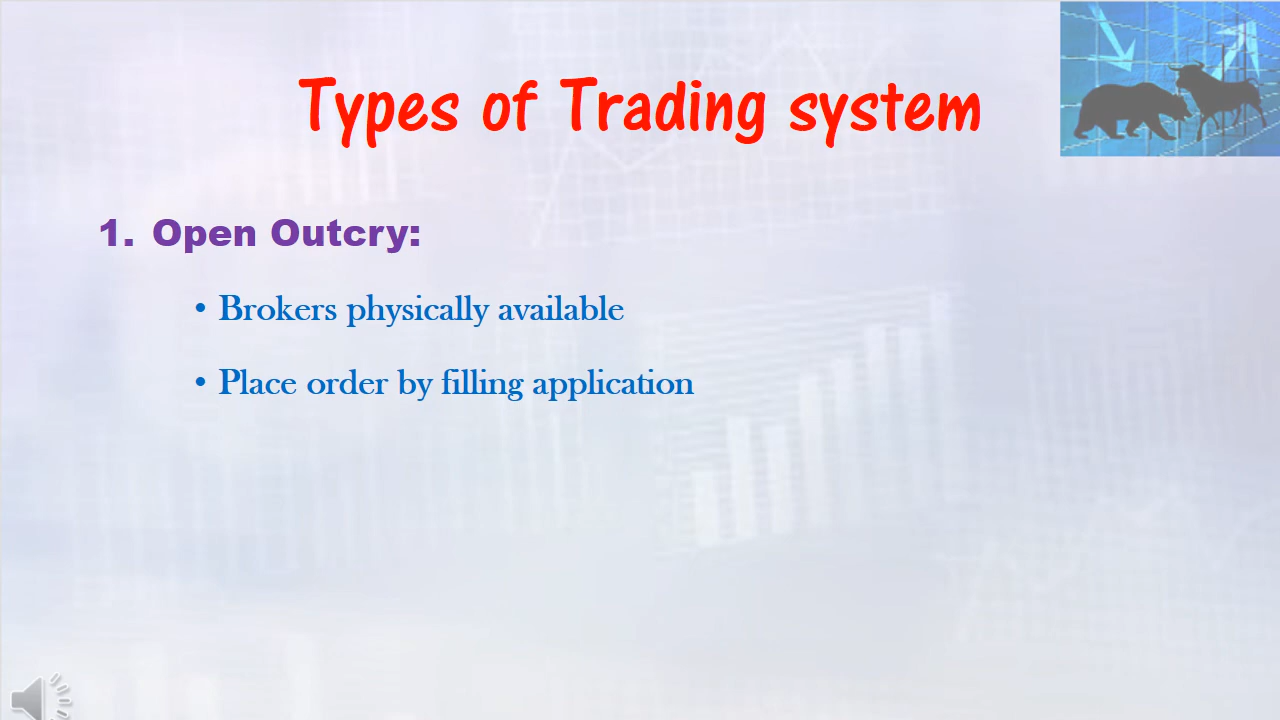 Types of Trading system
1. Open Outcry:
• Brokers physically available
• Place order by filling application